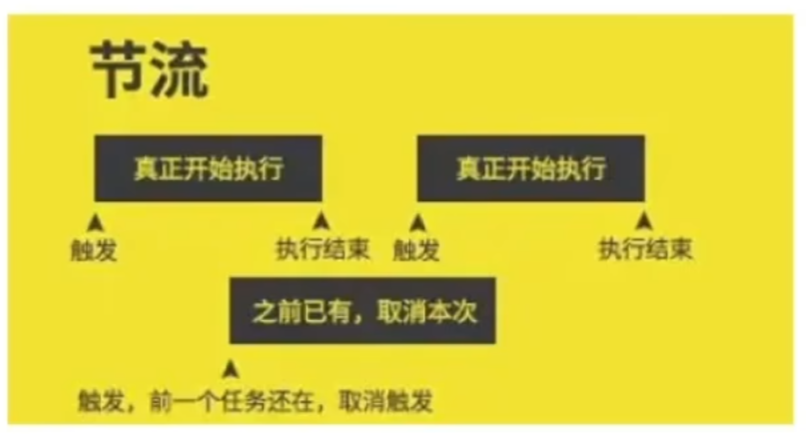 节流
真正开始执行 真正开始执行
触发 执行结束 触发 执行结束
之前已有，取消本次
触发，前一个任务还在，取消触发